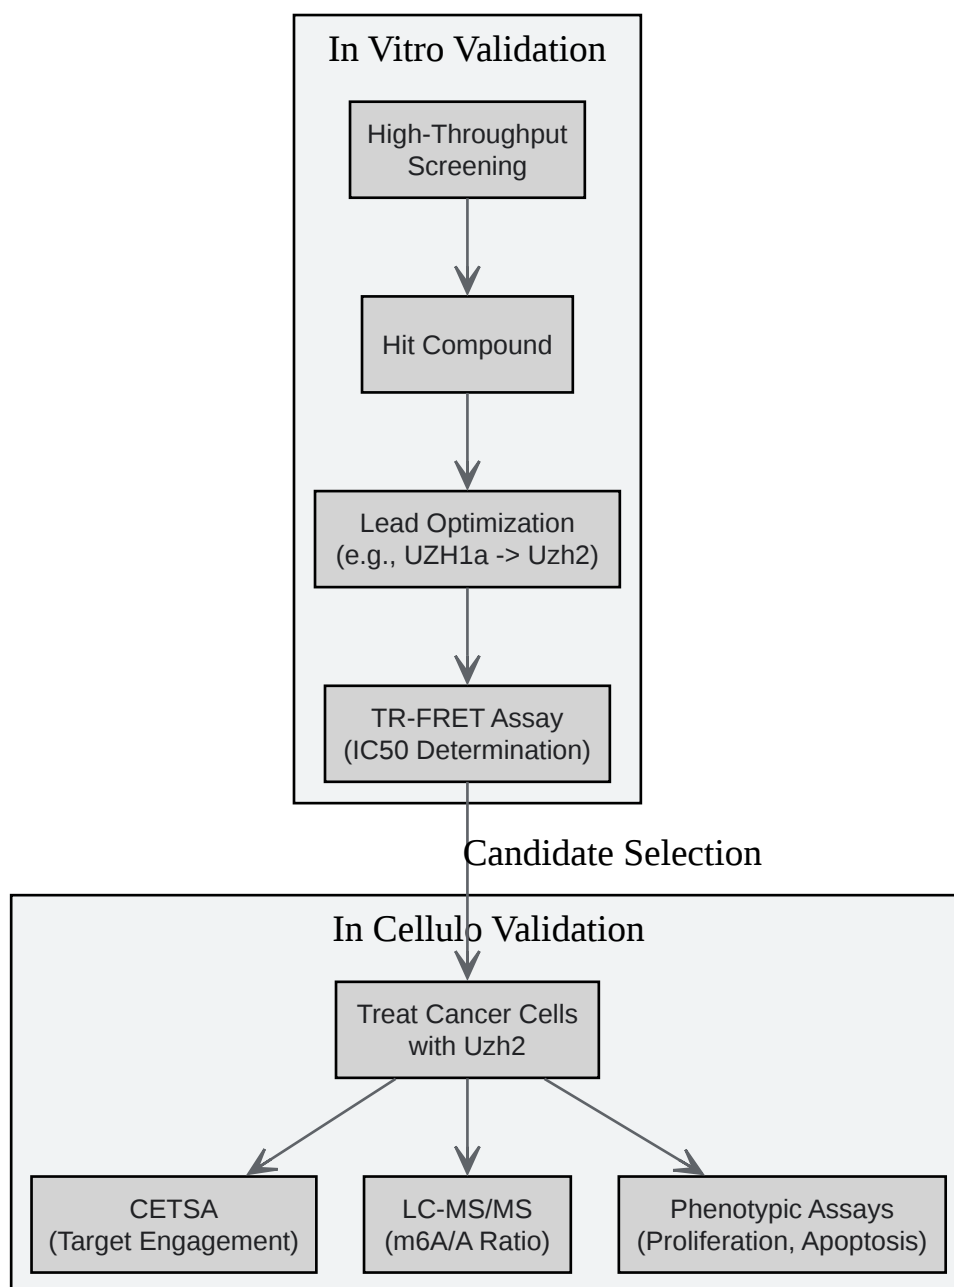 In Vitro Validation
High-Throughput
Screening
Hit Compound
Lead Optimization
(e.g., UZH1a -> Uzh2)
TR-FRET Assay
(IC50 Determination)
Candidate Selection
In Cellulo Validation
Treat Cancer Cells
with Uzh2
CETSA
(Target Engagement)
LC-MS/MS
(m6A/A Ratio)
Phenotypic Assays
(Proliferation, Apoptosis)